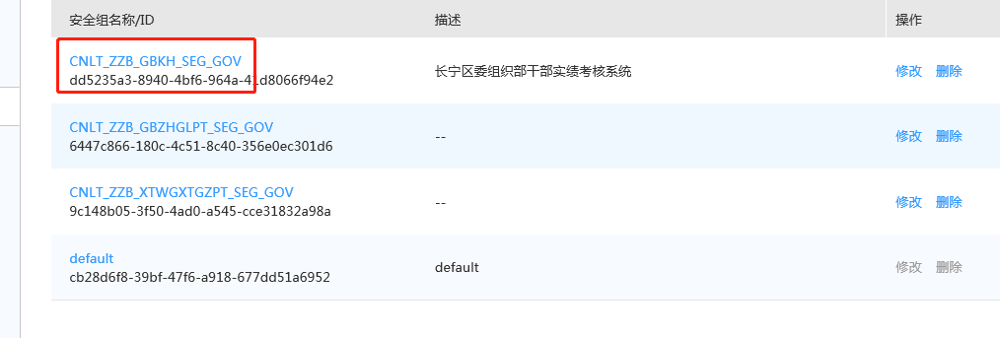 安全组名称/ID 描述 操作
CNLT_ZZB_GBKH_SEG_GOV
dd5235a3-8940-4bf6-964a-41d8066f94e2
长宁区委组织部干部实绩考核系统 修改 删除
CNLT_ZZB_GBZHGLPT_SEG_GOV
6447c866-180c-4c51-8c40-356e0ec301d6
-- 修改 删除
CNLT_ZZB_XTWGXTGZPT_SEG_GOV
9c148b05-3f50-4ad0-a545-cce31832a98a
-- 修改 删除
default
cb28d6f8-39bf-47f6-a918-677dd51a6952
default 修改 删除